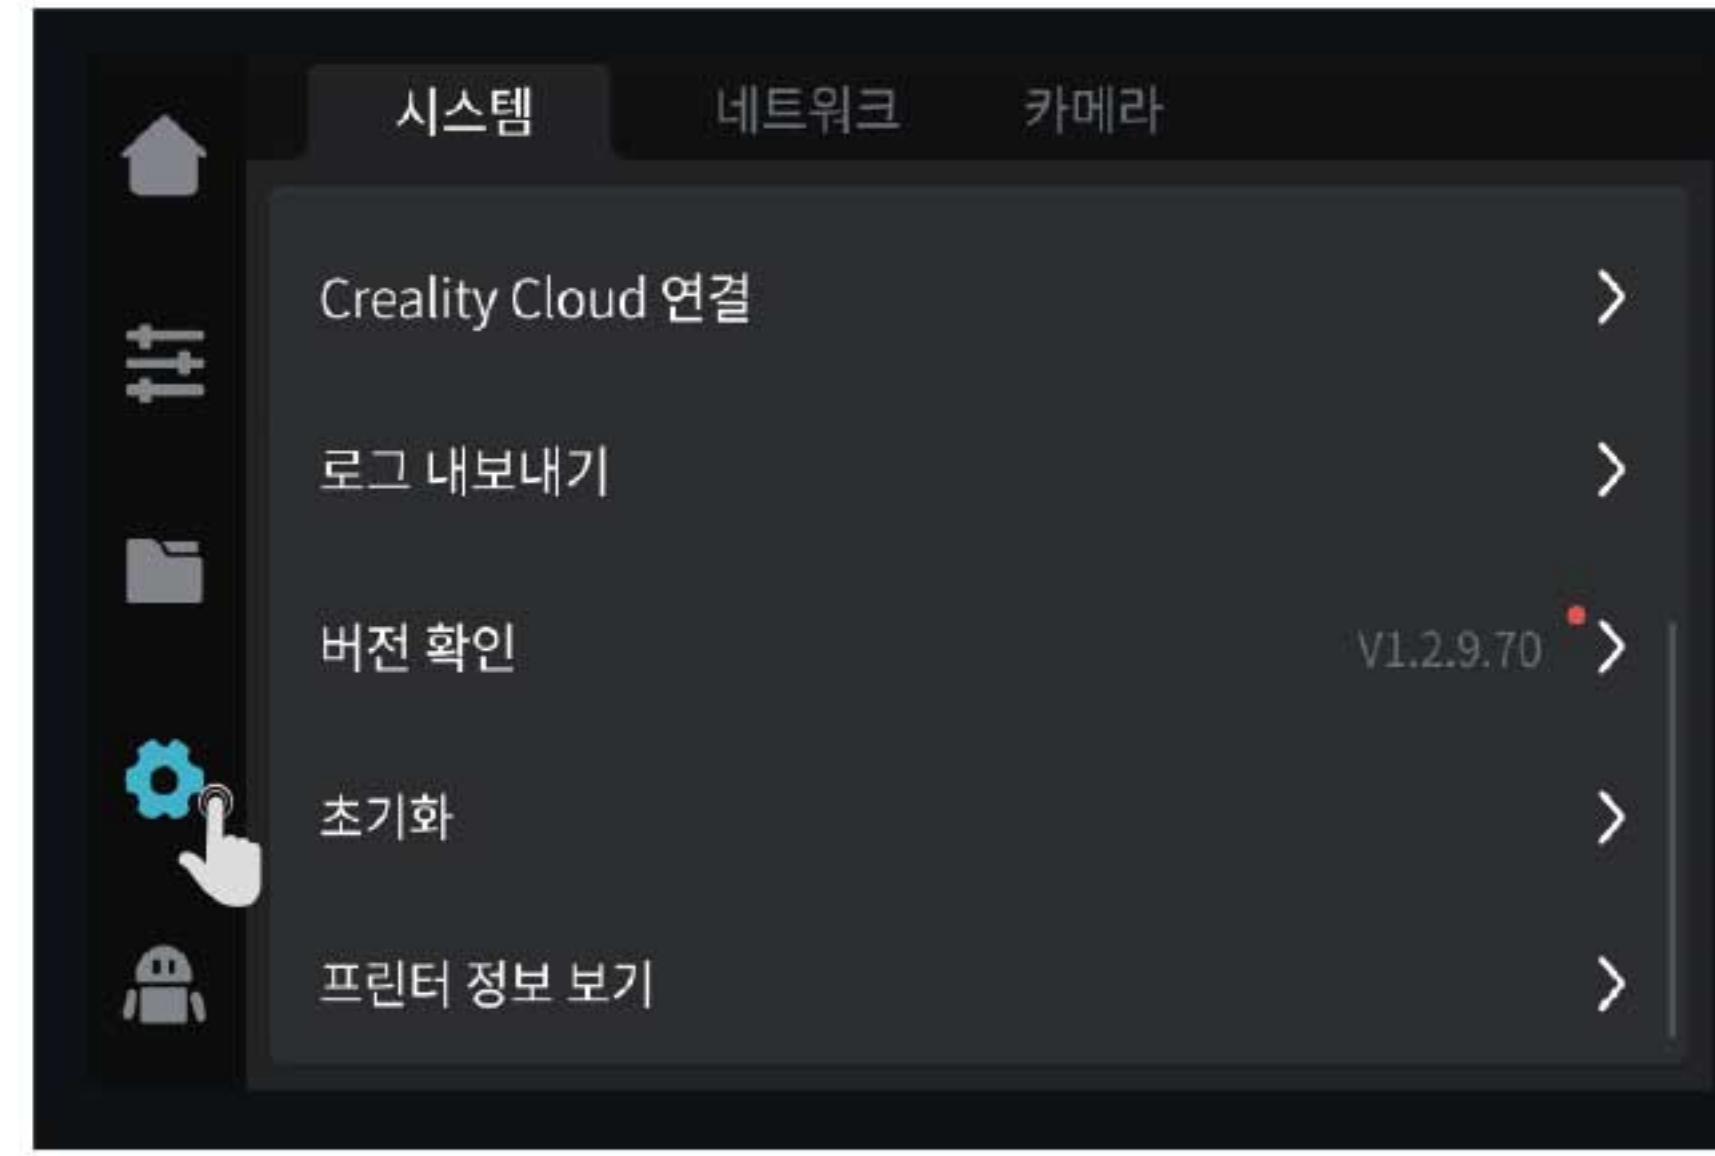 시스템 네트워크 카메라
Creality Cloud 연결
로그 내보내기
버전 확인 V1.2.9.70
초기화
프린터 정보 보기